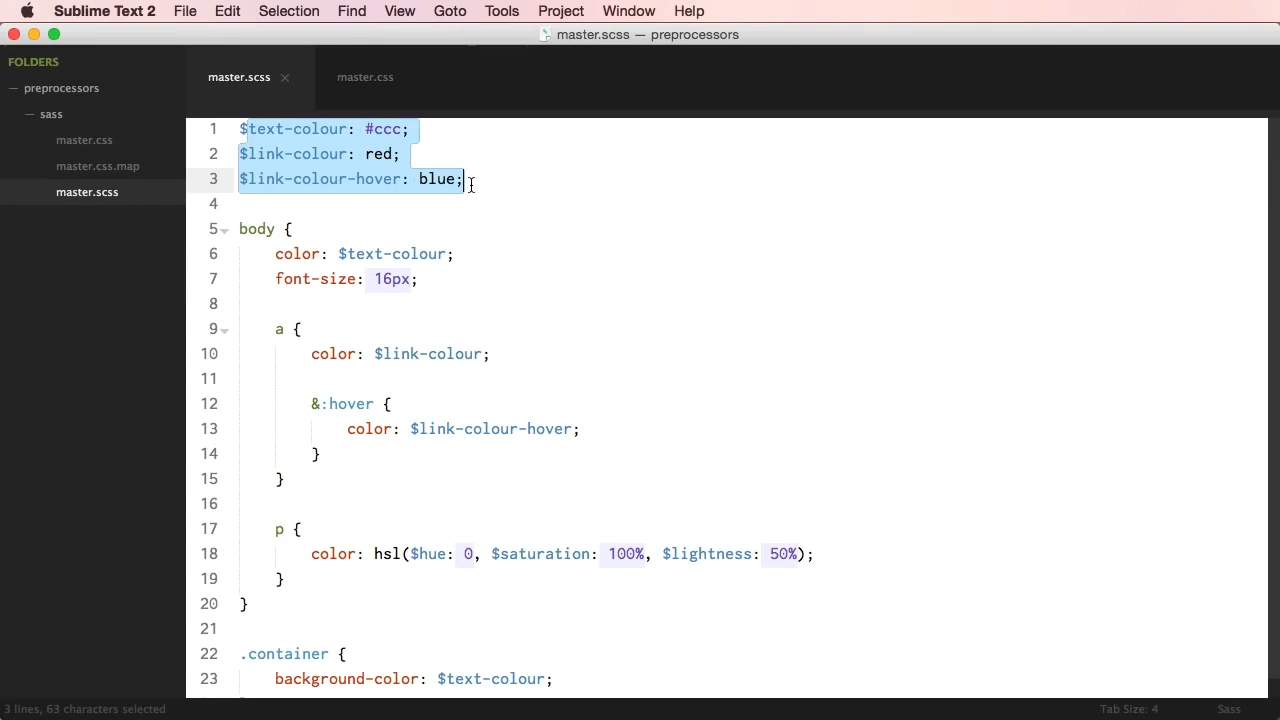 Sublime Text 2 File Edit Selection Find View Goto Tools Project Window Help
master.scss — preprocessors
FOLDERS
preprocessors
sass
master.css
master.css.map
master.scss
master.scss master.css
1 $text-colour: #ccc;
2 $link-colour: red;
3 $link-colour-hover: blue;
4
5 body {
6 color: $text-colour;
7 font-size: 16px;
8
9 a {
10 color: $link-colour;
11
12 &:hover {
13 color: $link-colour-hover;
14 }
15 }
16
17 p {
18 color: hsl($hue: 0, $saturation: 100%, $lightness: 50%);
19 }
20 }
21
22 .container {
23 background-color: $text-colour;
3 lines, 63 characters selected
Tab Size: 4 Sass